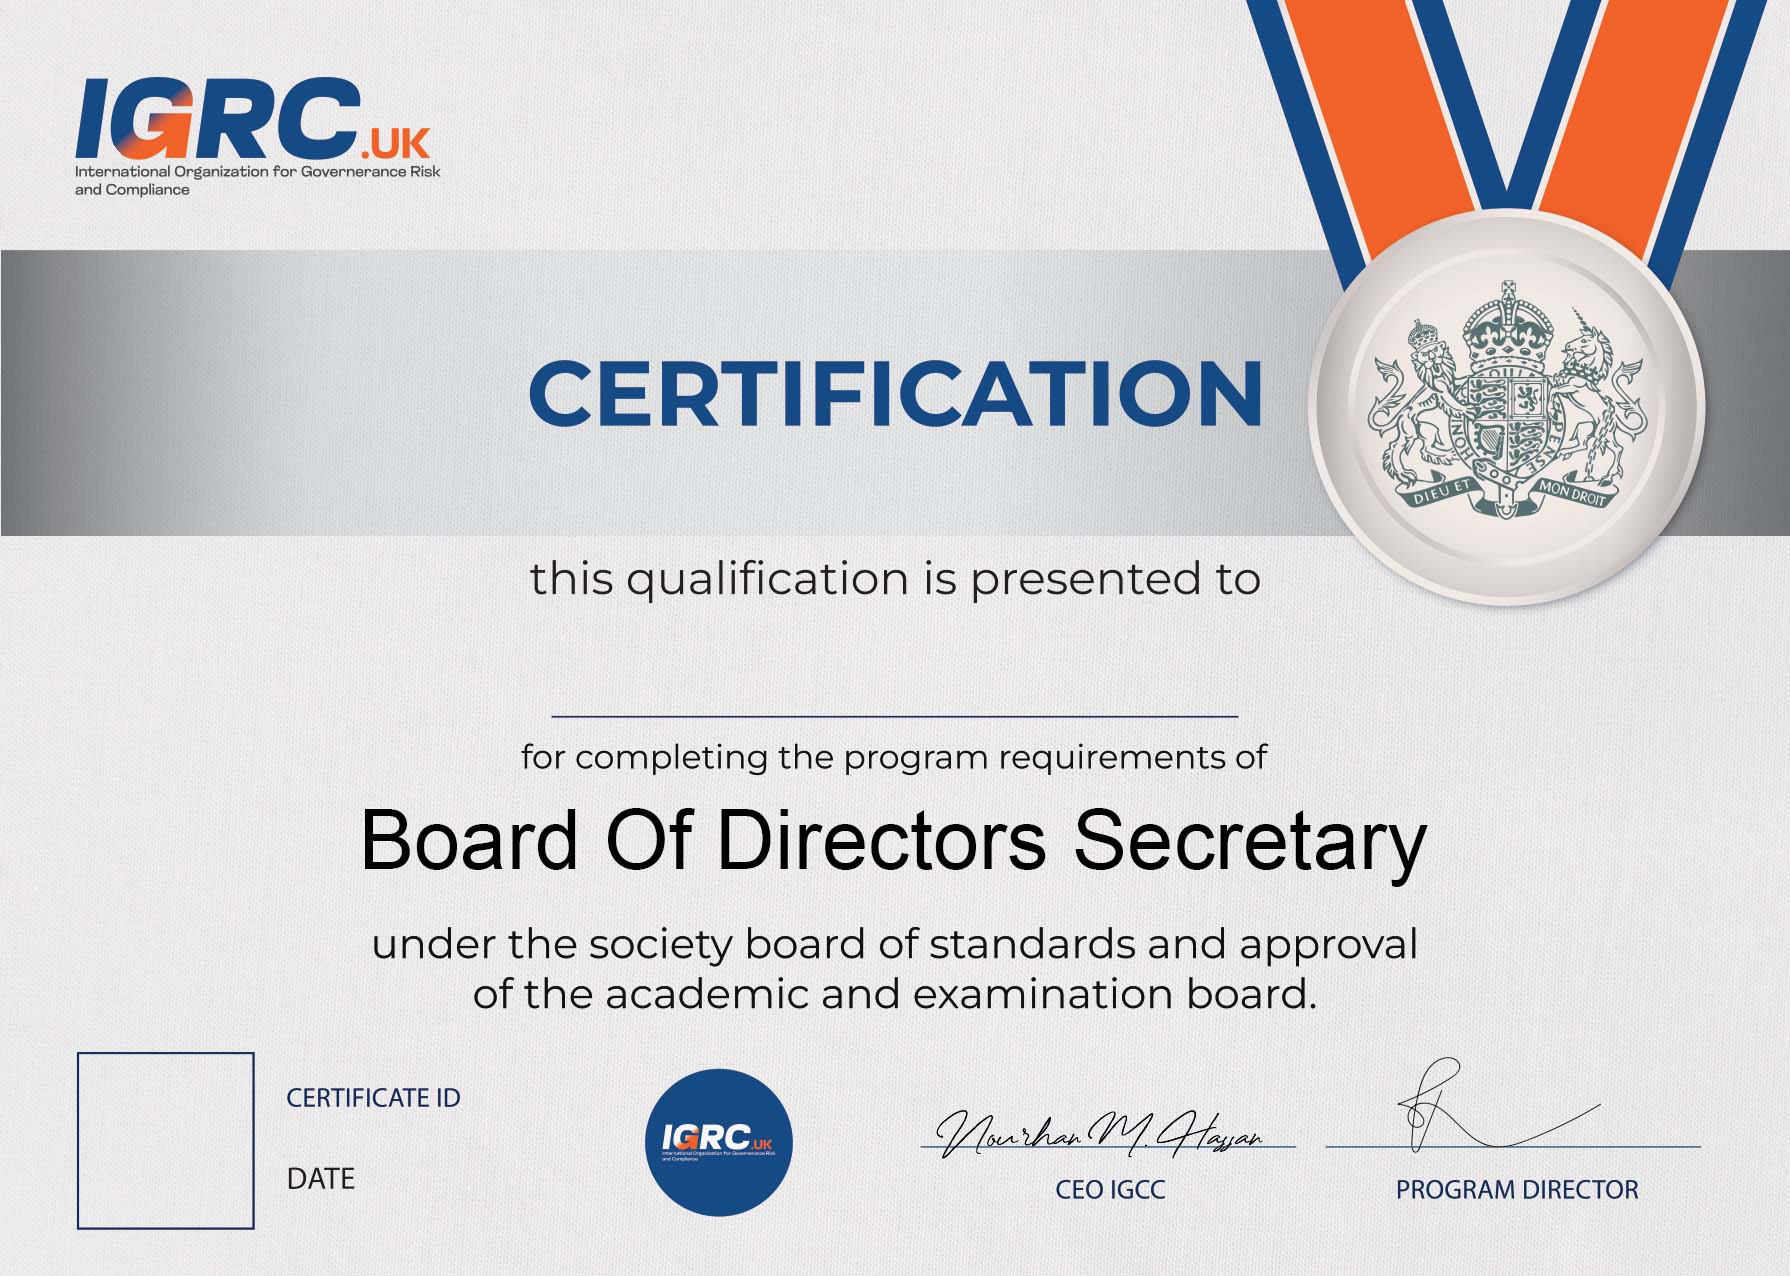 IGRC.UK
International Organization for Governerance Risk
and Compliance
CERTIFICATION
HONI
PENSE
DIEU ET
MON DROIT
this qualification is presented to
for completing the program requirements of
Board Of Directors Secretary
under the society board of standards and approval
of the academic and examination board.
CERTIFICATE ID
DATE
IGRC.UK
International Organization for Governerance Risk
and Compliance
Nourhan M. Hassan
CEO IGCC
PROGRAM DIRECTOR